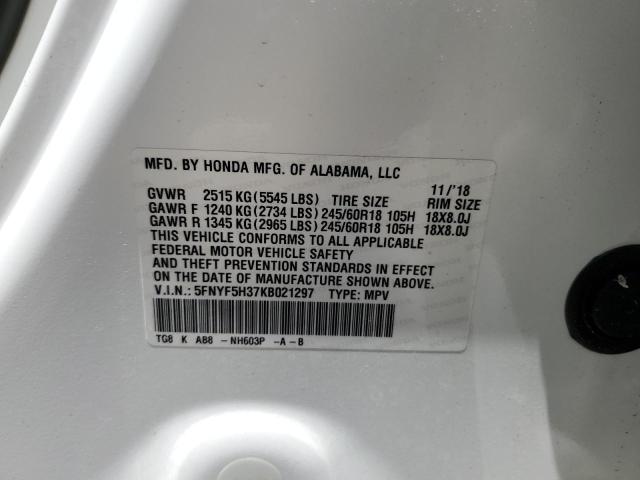 MFD. BY HONDA MFG. OF ALABAMA, LLC
GVWR 2515 KG(5545 LBS) TIRE SIZE 11/'18 RIM SIZE
GAWR F 1240 KG(2734 LBS)245/60R18 105H 18X8.0J
GAWR R 1345 KG(2965 LBS)245/60R18 105H 18X8.0J
THIS VEHICLE CONFORMS TO ALL APPLICABLE
FEDERAL MOTOR VEHICLE SAFETY
AND THEFT PREVENTION STANDARDS IN EFFECT
ON THE DATE OF MANUFACTURE SHOWN ABOVE.
V.I.N.: 5FNYF5H37KB021297 TYPE: MPV
TG8 K AB8 -NH603P -A-B